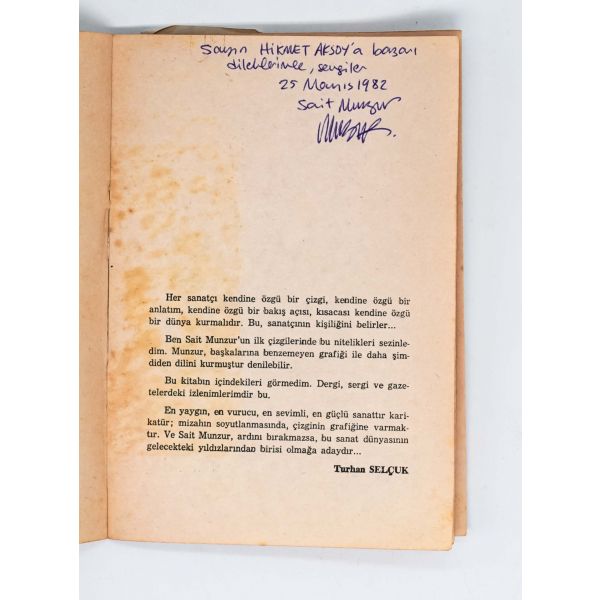 Sayın HİKMET AKSOY'a başarı
dileklerimle, sevgiler
25 Mayıs 1982
Sait Munzur
Her sanatçı kendine özgü bir çizgi, kendine özgü bir
anlatım, kendine özgü bir bakış açısı, kısacası kendine özgü
bir dünya kurmalıdır. Bu, sanatçının kişiliğini belirler...
Ben Sait Munzur'un ilk çizgilerinde bu nitelikleri sezinle-
dim. Munzur, başkalarına benzemeyen grafiği ile daha şim-
diden dilini kurmuştur denilebilir.
Bu kitabın içindekileri görmedim. Dergi, sergi ve gaze-
telerdeki izlenimlerimdir bu.
En yaygın, en vurucu, en sevimli, en güçlü sanattır kari-
katür; mizahın soyutlanmasında, çizginin grafiğine varmak-
tır. Ve Sait Munzur, ardını bırakmazsa, bu sanat dünyasının
gelecekteki yıldızlarından birisi olmağa adaydır...
Turhan SELÇUK